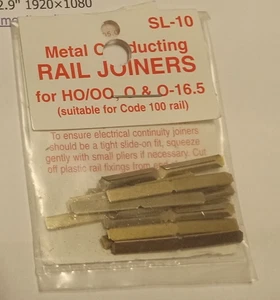 2.9" 1920×1080
SL-10
Metal Conducting
RAIL JOINERS
for HO/OO, O & O-16.5
(suitable for Code 100 rail)
To ensure electrical continuity joiners
should be a tight slide-on fit, squeeze
gently with small pliers if necessary. Cut
off plastic rail fixings from